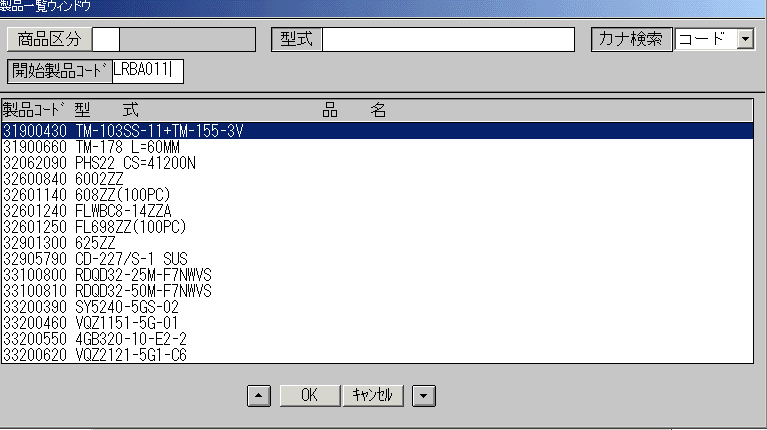 製品一覧ウィンドウ
商品区分 型式 カナ検索 コード
開始製品ｺｰﾄﾞ LRBA011
製品ｺｰﾄﾞ 型 式 品 名
31900430 TM-103SS-11+TM-155-3V
31900660 TM-178 L=60MM
32062090 PHS22 CS=41200N
32600840 6002ZZ
32601140 608ZZ(100PC)
32601240 FLWBC8-14ZZA
32601250 FL698ZZ(100PC)
32901300 625ZZ
32905790 CD-227/S-1 SUS
33100800 RDQD32-25M-F7NWVS
33100810 RDQD32-50M-F7NWVS
33200390 SY5240-5GS-02
33200460 VQZ1151-5G-01
33200550 4GB320-10-E2-2
33200620 VQZ2121-5G1-C6
OK ｷｬﾝｾﾙ